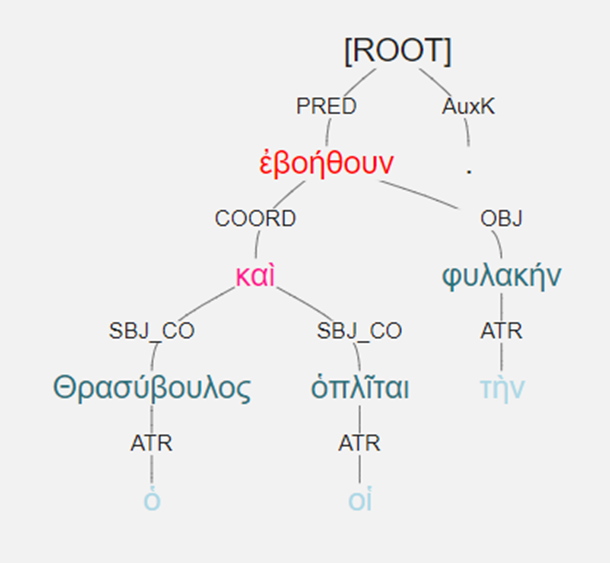 [ROOT]
PRED AuxK
ἐβοήθουν .
COORD OBJ
καὶ φυλακήν
SBJ_CO SBJ_CO ATR
Θρασύβουλος ὁπλῖται τὴν
ATR ATR
ὁ οἱ